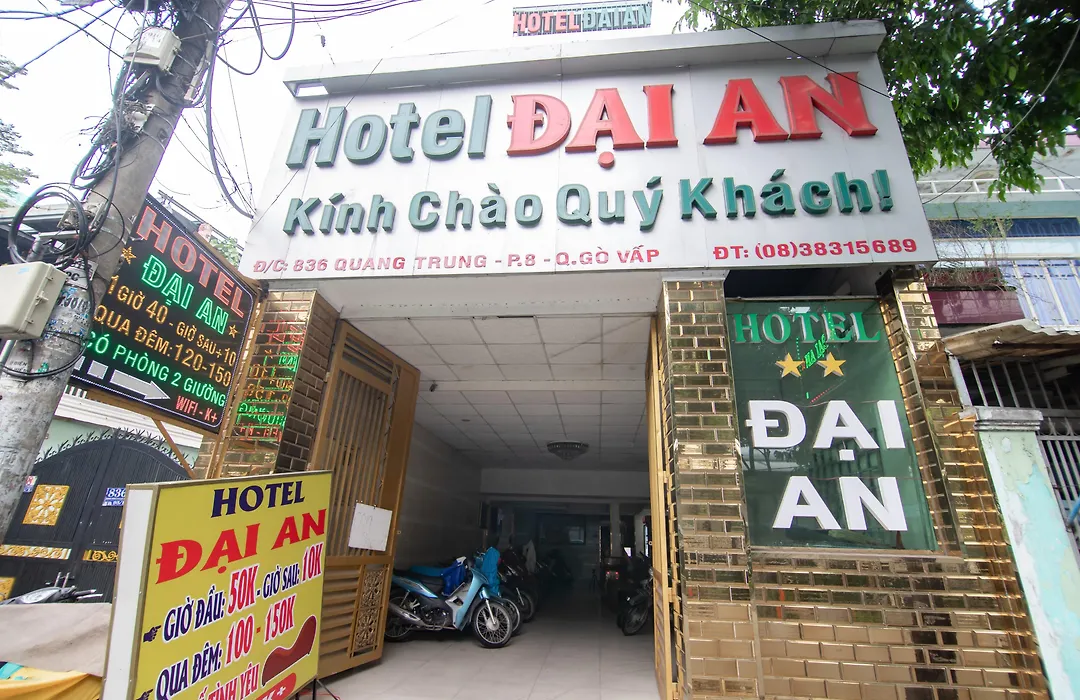 HOTEL ĐẠI AN
Hotel ĐẠI AN
Kính Chào Quý Khách!
Đ/C: 836 QUANG TRUNG - P.8 - Q.GÒ VẤP ĐT: (08)38315689
HOTEL
ĐẠI AN
1 GIỜ 40 - GIỜ SAU+10
QUA ĐÊM:120-150
CÓ PHÒNG 2 GIƯỜNG
WIFI - K+
HOTEL
ĐẠI
AN
836
HOTEL
ĐẠI AN
GIỜ ĐẦU: 50K - GIỜ SAU: 10K
QUA ĐÊM: 100 - 150K
TÌNH YÊU